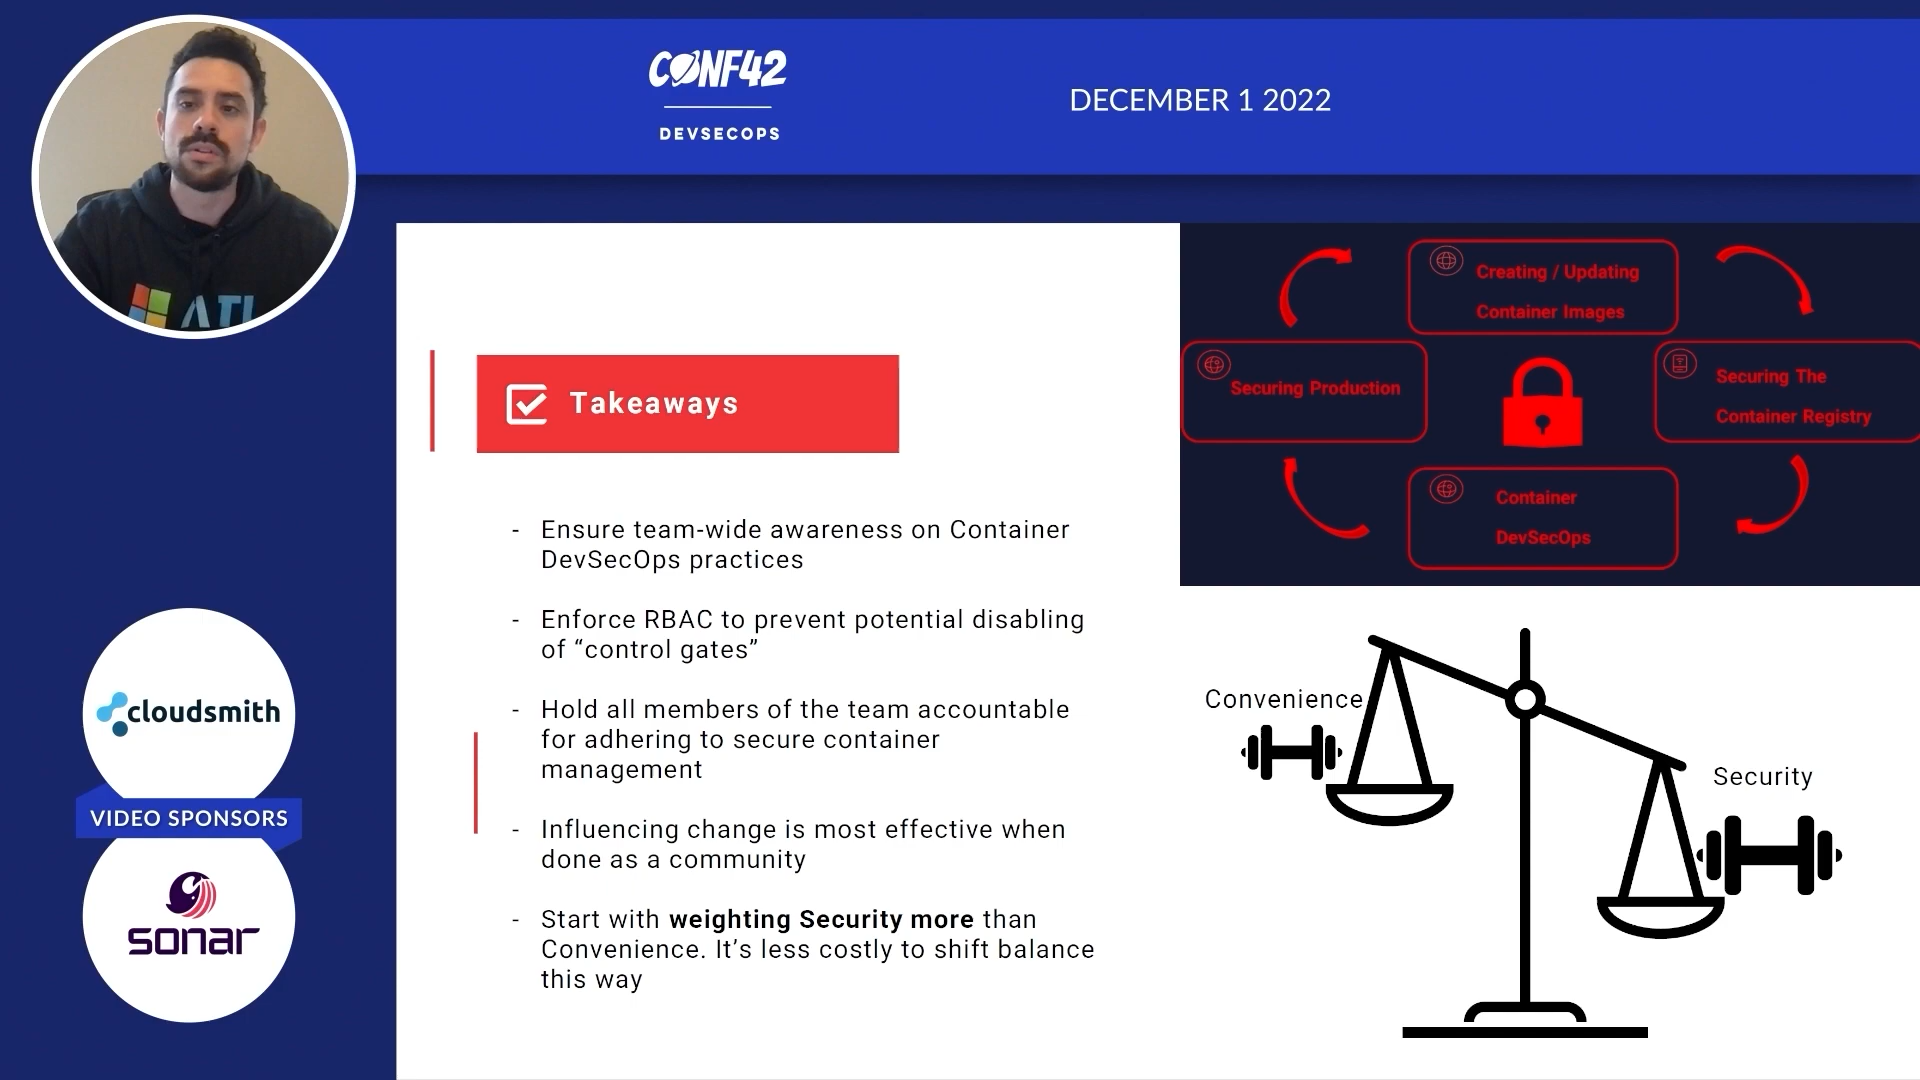 CONF42
DEVSECOPS
DECEMBER 1 2022
ATL
Takeaways
- Ensure team-wide awareness on Container
DevSecOps practices
- Enforce RBAC to prevent potential disabling
of “control gates”
- Hold all members of the team accountable
for adhering to secure container
management
- Influencing change is most effective when
done as a community
- Start with weighting Security more than
Convenience. It’s less costly to shift balance
this way
Creating / Updating
Container Images
Securing Production
Securing The
Container Registry
Container
DevSecOps
Convenience
Security
cloudsmith
VIDEO SPONSORS
sonar